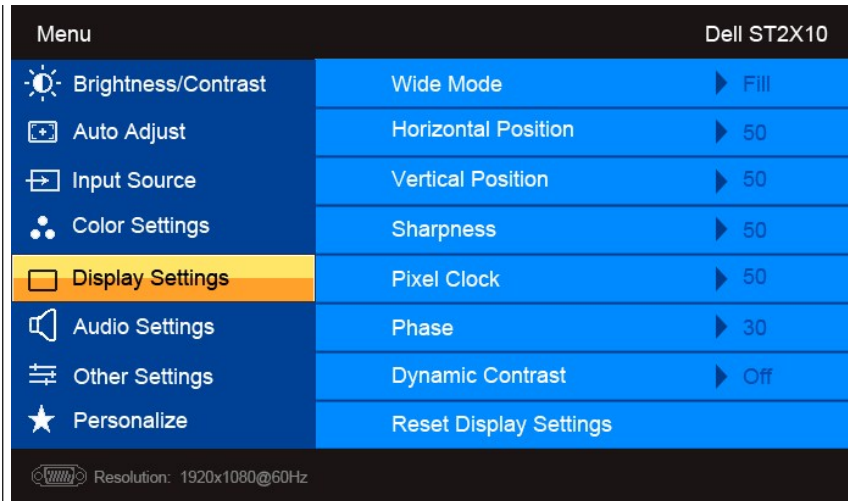 Menu Dell ST2X10
Brightness/Contrast Wide Mode Fill
Auto Adjust Horizontal Position 50
Input Source Vertical Position 50
Color Settings Sharpness 50
Display Settings Pixel Clock 50
Audio Settings Phase 30
Other Settings Dynamic Contrast Off
Personalize Reset Display Settings
Resolution: 1920x1080@60Hz